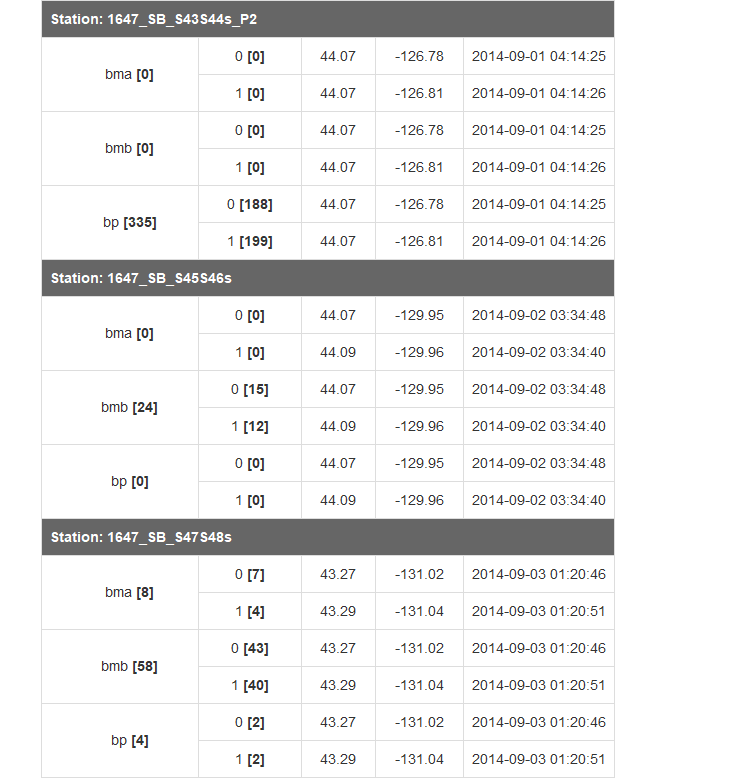 Station: 1647_SB_S43S44s_P2
bma [0]
0 [0] 44.07 -126.78 2014-09-01 04:14:25
1 [0] 44.07 -126.81 2014-09-01 04:14:26
bmb [0]
0 [0] 44.07 -126.78 2014-09-01 04:14:25
1 [0] 44.07 -126.81 2014-09-01 04:14:26
bp [335]
0 [188] 44.07 -126.78 2014-09-01 04:14:25
1 [199] 44.07 -126.81 2014-09-01 04:14:26
Station: 1647_SB_S45S46s
bma [0]
0 [0] 44.07 -129.95 2014-09-02 03:34:48
1 [0] 44.09 -129.96 2014-09-02 03:34:40
bmb [24]
0 [15] 44.07 -129.95 2014-09-02 03:34:48
1 [12] 44.09 -129.96 2014-09-02 03:34:40
bp [0]
0 [0] 44.07 -129.95 2014-09-02 03:34:48
1 [0] 44.09 -129.96 2014-09-02 03:34:40
Station: 1647_SB_S47S48s
bma [8]
0 [7] 43.27 -131.02 2014-09-03 01:20:46
1 [4] 43.29 -131.04 2014-09-03 01:20:51
bmb [58]
0 [43] 43.27 -131.02 2014-09-03 01:20:46
1 [40] 43.29 -131.04 2014-09-03 01:20:51
bp [4]
0 [2] 43.27 -131.02 2014-09-03 01:20:46
1 [2] 43.29 -131.04 2014-09-03 01:20:51